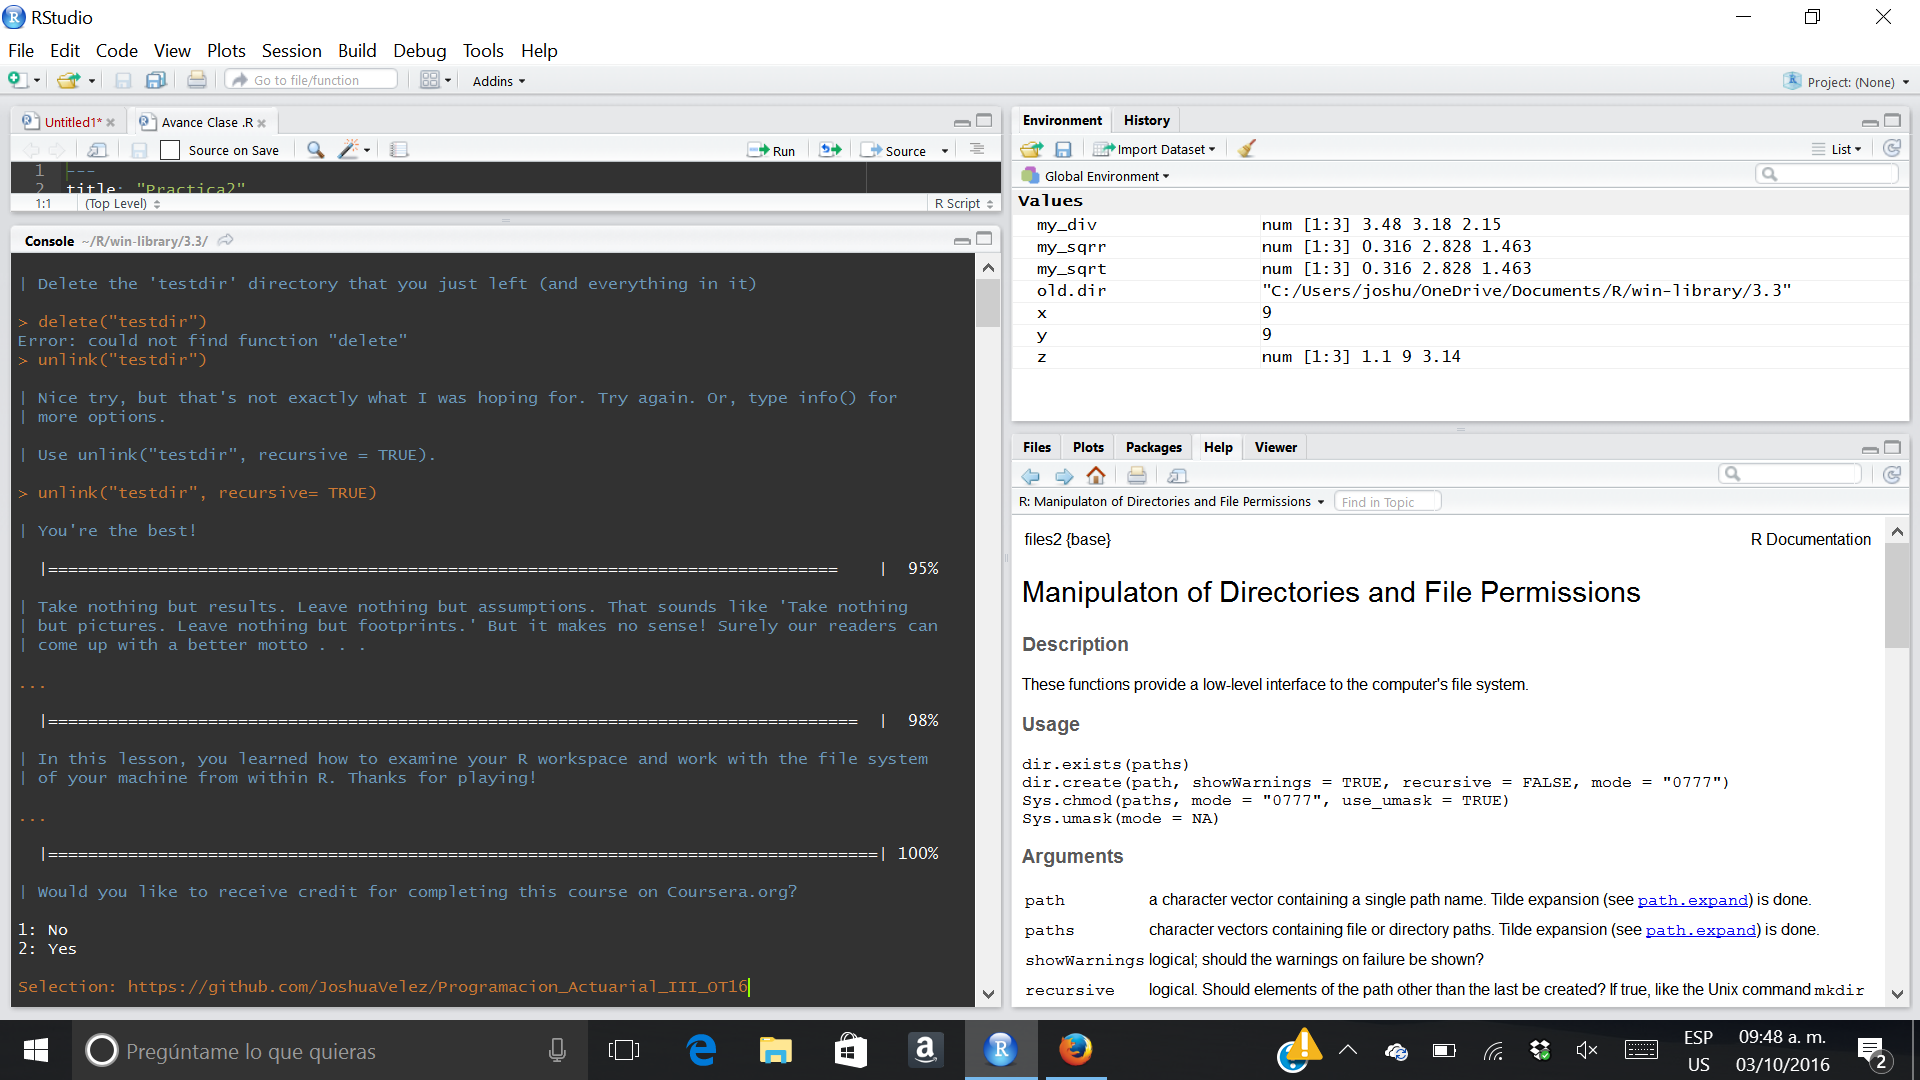 RStudio
File Edit Code View Plots Session Build Debug Tools Help
Go to file/function Addins Project: (None)
Untitled1* Avance Clase .R
Source on Save Run Source
1 ---
2 title: "Practica2"
1:1 (Top Level) R Script
Console ~/R/win-library/3.3/
| Delete the 'testdir' directory that you just left (and everything in it)
> delete("testdir")
Error: could not find function "delete"
> unlink("testdir")
| Nice try, but that's not exactly what I was hoping for. Try again. Or, type info() for
| more options.
| Use unlink("testdir", recursive = TRUE).
> unlink("testdir", recursive= TRUE)
| You're the best!
|=============================================================================== | 95%
| Take nothing but results. Leave nothing but assumptions. That sounds like 'Take nothing
| but pictures. Leave nothing but footprints.' But it makes no sense! Surely our readers can
| come up with a better motto . . .
...
|================================================================================= | 98%
| In this lesson, you learned how to examine your R workspace and work with the file system
| of your machine from within R. Thanks for playing!
...
|===================================================================================| 100%
| Would you like to receive credit for completing this course on Coursera.org?
1: No
2: Yes
Selection: https://github.com/JoshuaVelez/Programacion_Actuarial_III_OT16
Environment History
Import Dataset List
Global Environment
Values
my_div num [1:3] 3.48 3.18 2.15
my_sqrr num [1:3] 0.316 2.828 1.463
my_sqrt num [1:3] 0.316 2.828 1.463
old.dir "C:/Users/joshu/OneDrive/Documents/R/win-library/3.3"
x 9
y 9
z num [1:3] 1.1 9 3.14
Files Plots Packages Help Viewer
R: Manipulaton of Directories and File Permissions Find in Topic
files2 {base} R Documentation
Manipulaton of Directories and File Permissions
Description
These functions provide a low-level interface to the computer's file system.
Usage
dir.exists(paths)
dir.create(path, showWarnings = TRUE, recursive = FALSE, mode = "0777")
Sys.chmod(paths, mode = "0777", use_umask = TRUE)
Sys.umask(mode = NA)
Arguments
path a character vector containing a single path name. Tilde expansion (see path.expand) is done.
paths character vectors containing file or directory paths. Tilde expansion (see path.expand) is done.
showWarnings logical; should the warnings on failure be shown?
recursive logical. Should elements of the path other than the last be created? If true, like the Unix command mkdir
Pregúntame lo que quieras
ESP 09:48 a. m.
US 03/10/2016
2